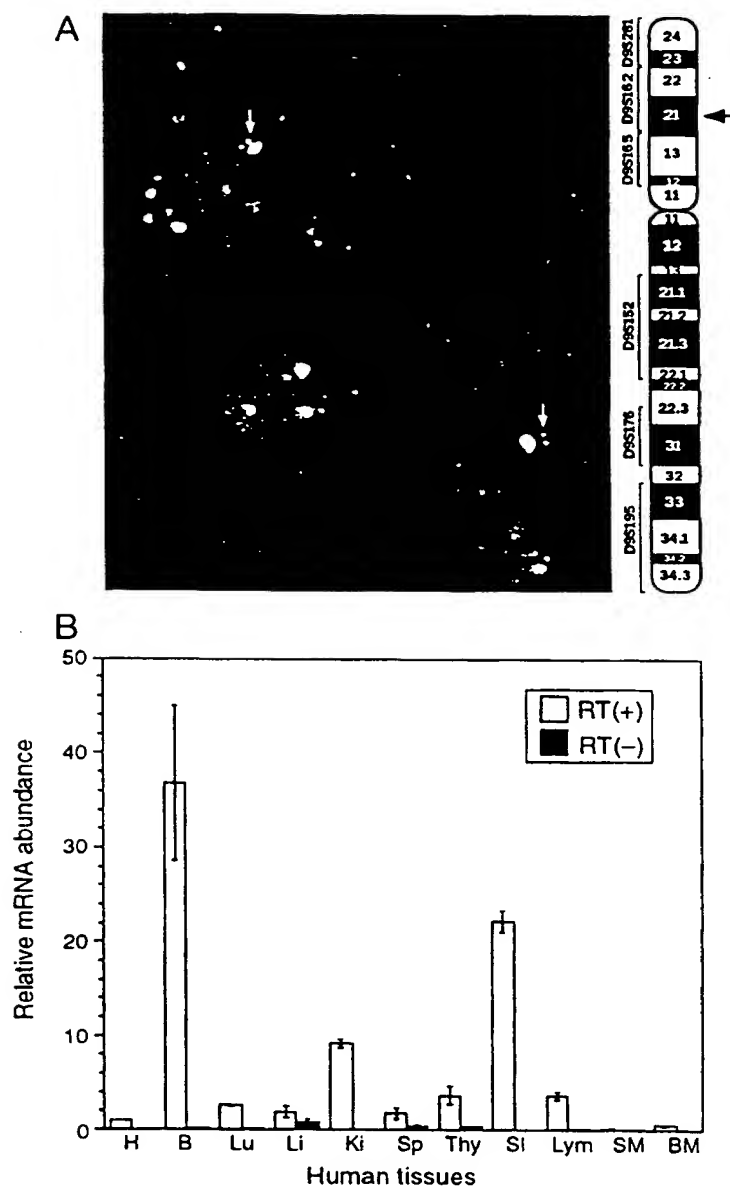 A
D9S281
D9S162
D9S165
D9S152
D9S176
D9S195
24
23
22
21
13
12
11
11
12
13
21.1
21.2
21.3
22.1
22.2
22.3
31
32
33
34.1
34.2
34.3
B
RT(+)
RT(−)
Relative mRNA abundance
50
40
30
20
10
0
H B Lu Li Ki Sp Thy SI Lym SM BM
Human tissues